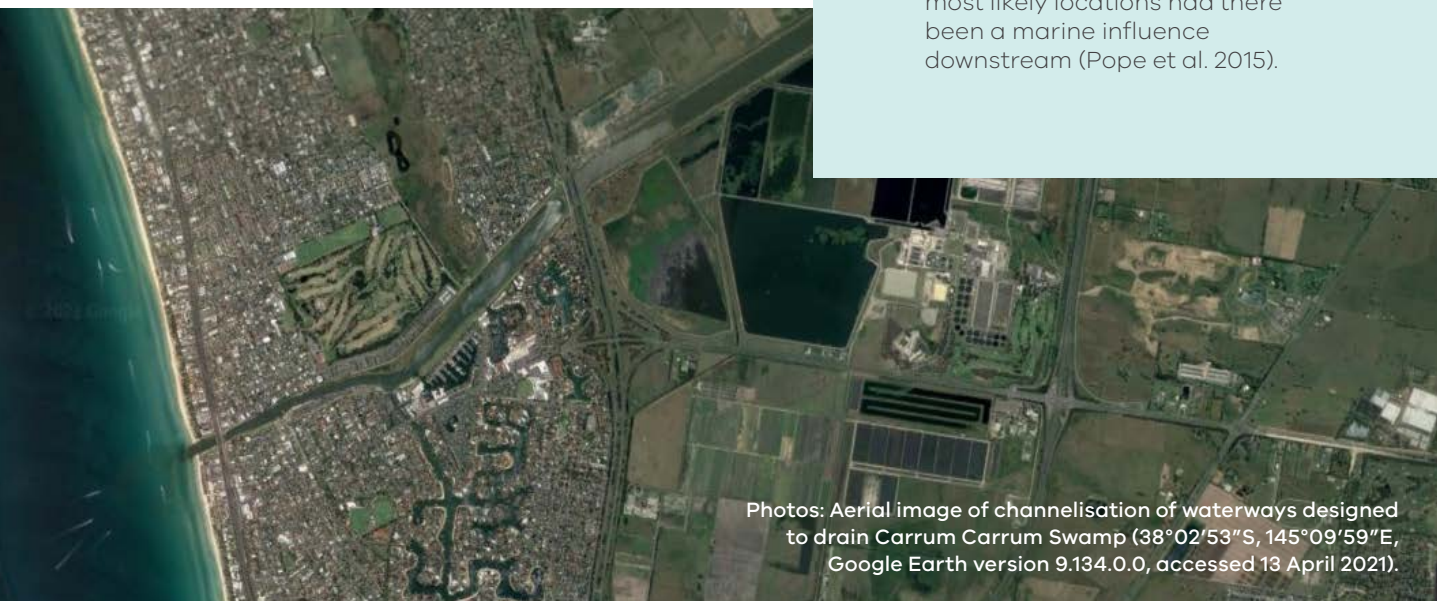 most likely locations had there
been a marine influence
downstream (Pope et al. 2015).
Photos: Aerial image of channelisation of waterways designed
to drain Carrum Carrum Swamp (38°02’53”S, 145°09’59”E,
Google Earth version 9.134.0.0, accessed 13 April 2021).